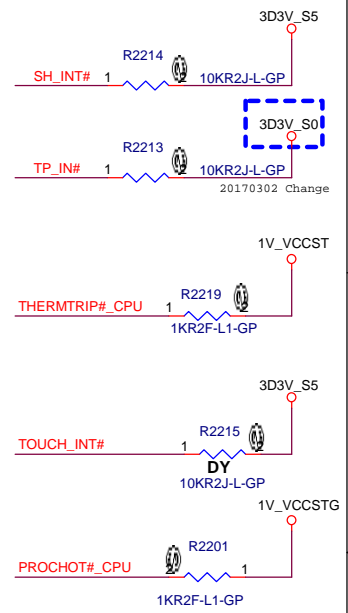 3D3V_S5
R2214
SH_INT#
1
2
10KR2J-L-GP
3D3V_S0
R2213
TP_IN#
1
2
10KR2J-L-GP
20170302 Change
1V_VCCST
R2219
THERMTRIP#_CPU
1
2
1KR2F-L1-GP
3D3V_S5
R2215
TOUCH_INT#
1
2
DY
10KR2J-L-GP
1V_VCCSTG
R2201
PROCHOT#_CPU
2
1
1KR2F-L1-GP